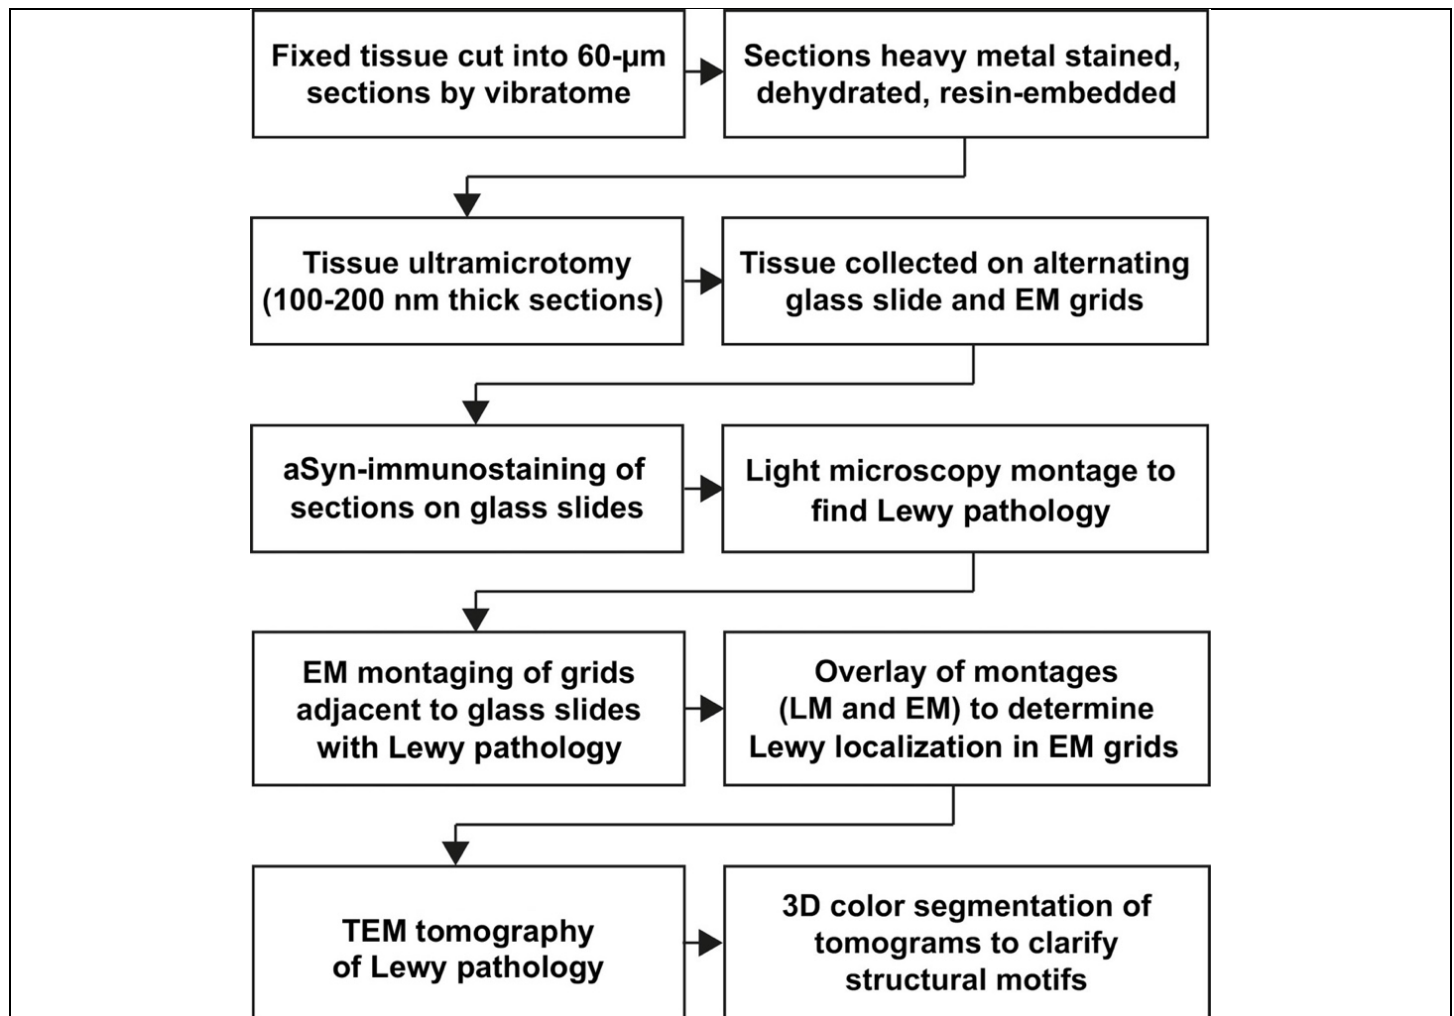 Fixed tissue cut into 60-µm
sections by vibratome
Sections heavy metal stained,
dehydrated, resin-embedded
Tissue ultramicrotomy
(100-200 nm thick sections)
Tissue collected on alternating
glass slide and EM grids
aSyn-immunostaining of
sections on glass slides
Light microscopy montage to
find Lewy pathology
EM montaging of grids
adjacent to glass slides
with Lewy pathology
Overlay of montages
(LM and EM) to determine
Lewy localization in EM grids
TEM tomography
of Lewy pathology
3D color segmentation of
tomograms to clarify
structural motifs